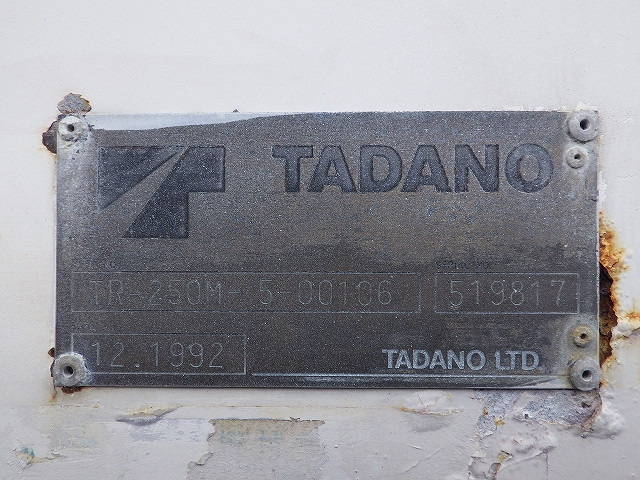 TADANO
TR-250M-5-00106
519817
12.1992
TADANO LTD